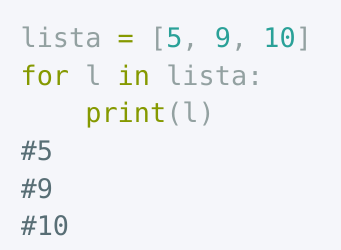 lista = [5, 9, 10]
for l in lista:
    print(l)
#5
#9
#10